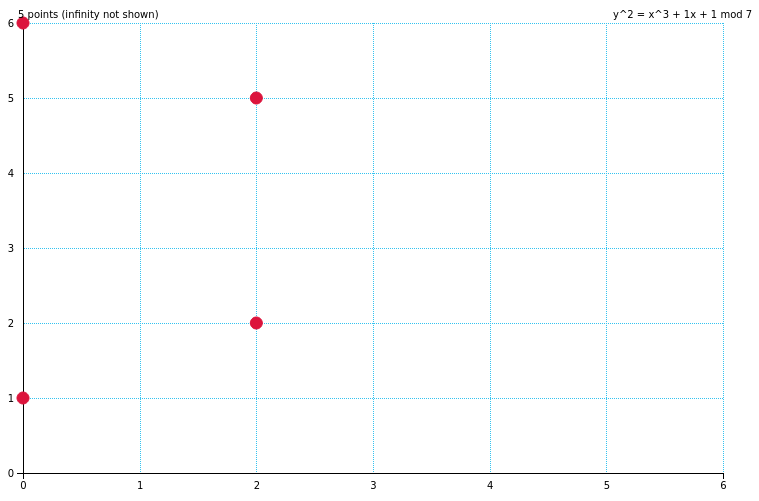 5 points (infinity not shown)
y^2 = x^3 + 1x + 1 mod 7
6
5
4
3
2
1
0
0 1 2 3 4 5 6